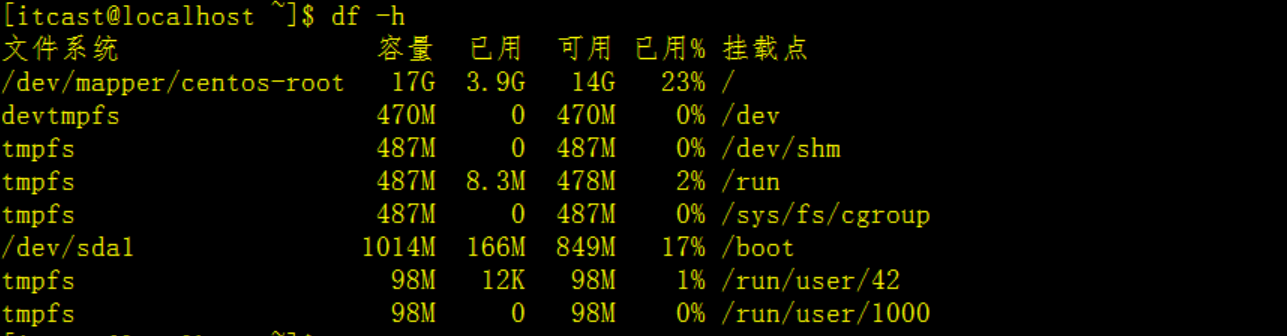 [itcast@localhost ~]$ df -h
文件系统 容量 已用 可用 已用% 挂载点
/dev/mapper/centos-root 17G 3.9G 14G 23% /
devtmpfs 470M 0 470M 0% /dev
tmpfs 487M 0 487M 0% /dev/shm
tmpfs 487M 8.3M 478M 2% /run
tmpfs 487M 0 487M 0% /sys/fs/cgroup
/dev/sda1 1014M 166M 849M 17% /boot
tmpfs 98M 12K 98M 1% /run/user/42
tmpfs 98M 0 98M 0% /run/user/1000